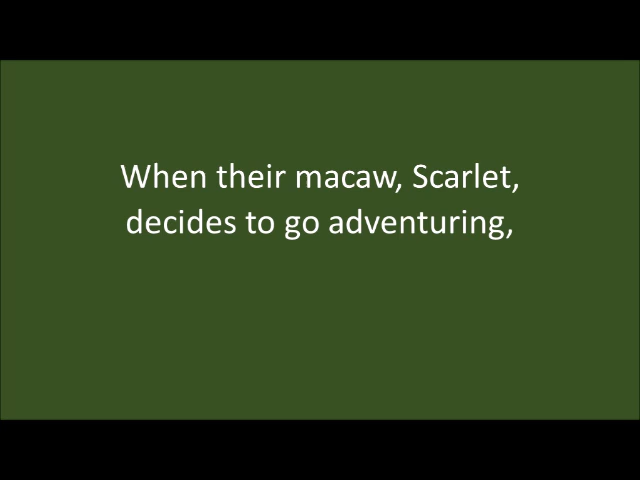 When their macaw, Scarlet,
decides to go adventuring,